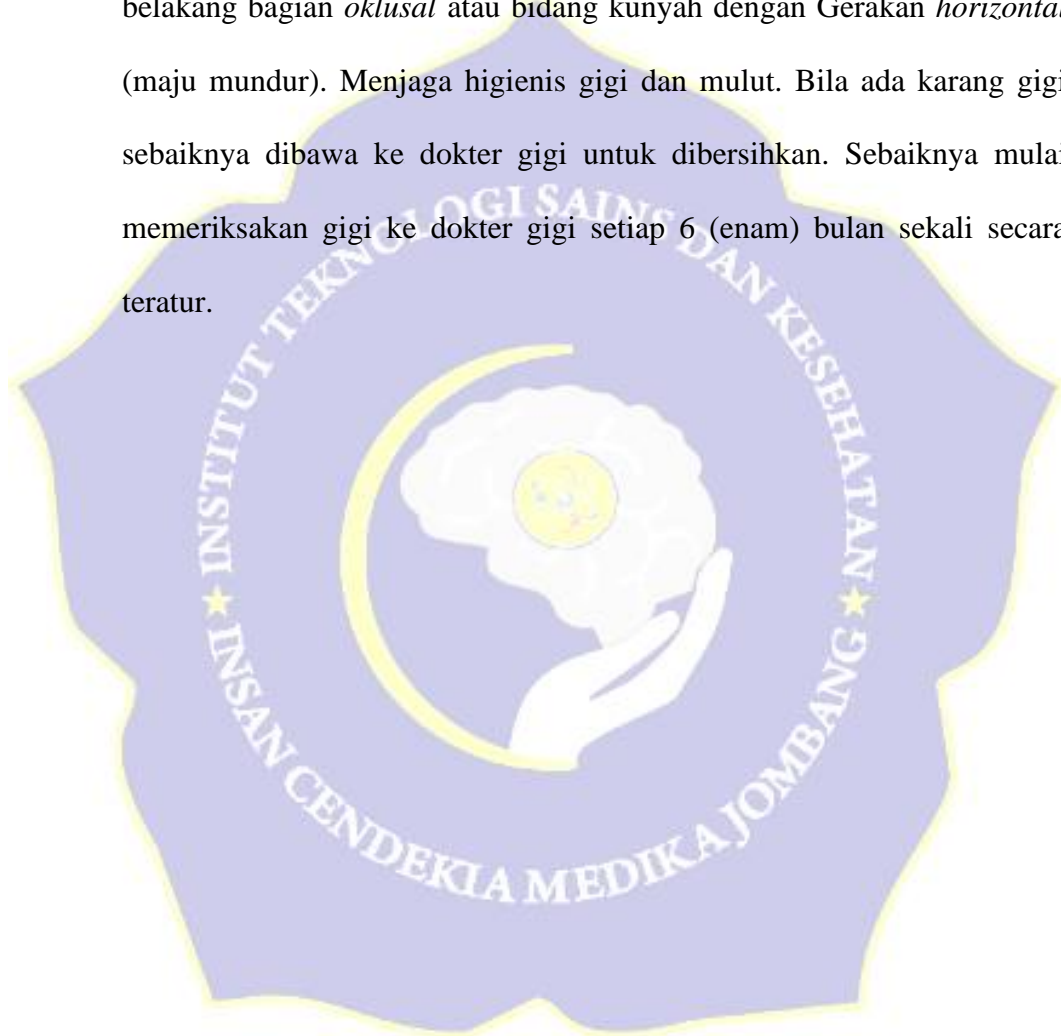 belakang bagian oklusal atau bidang kunyah dengan Gerakan horizontal
(maju mundur). Menjaga higienis gigi dan mulut. Bila ada karang gigi
sebaiknya dibawa ke dokter gigi untuk dibersihkan. Sebaiknya mulai
memeriksakan gigi ke dokter gigi setiap 6 (enam) bulan sekali secara
teratur.
INSTITUT TEKNOLOGI SAINS DAN KESEHATAN
INSAN CENDEKIA MEDIKA JOMBANG